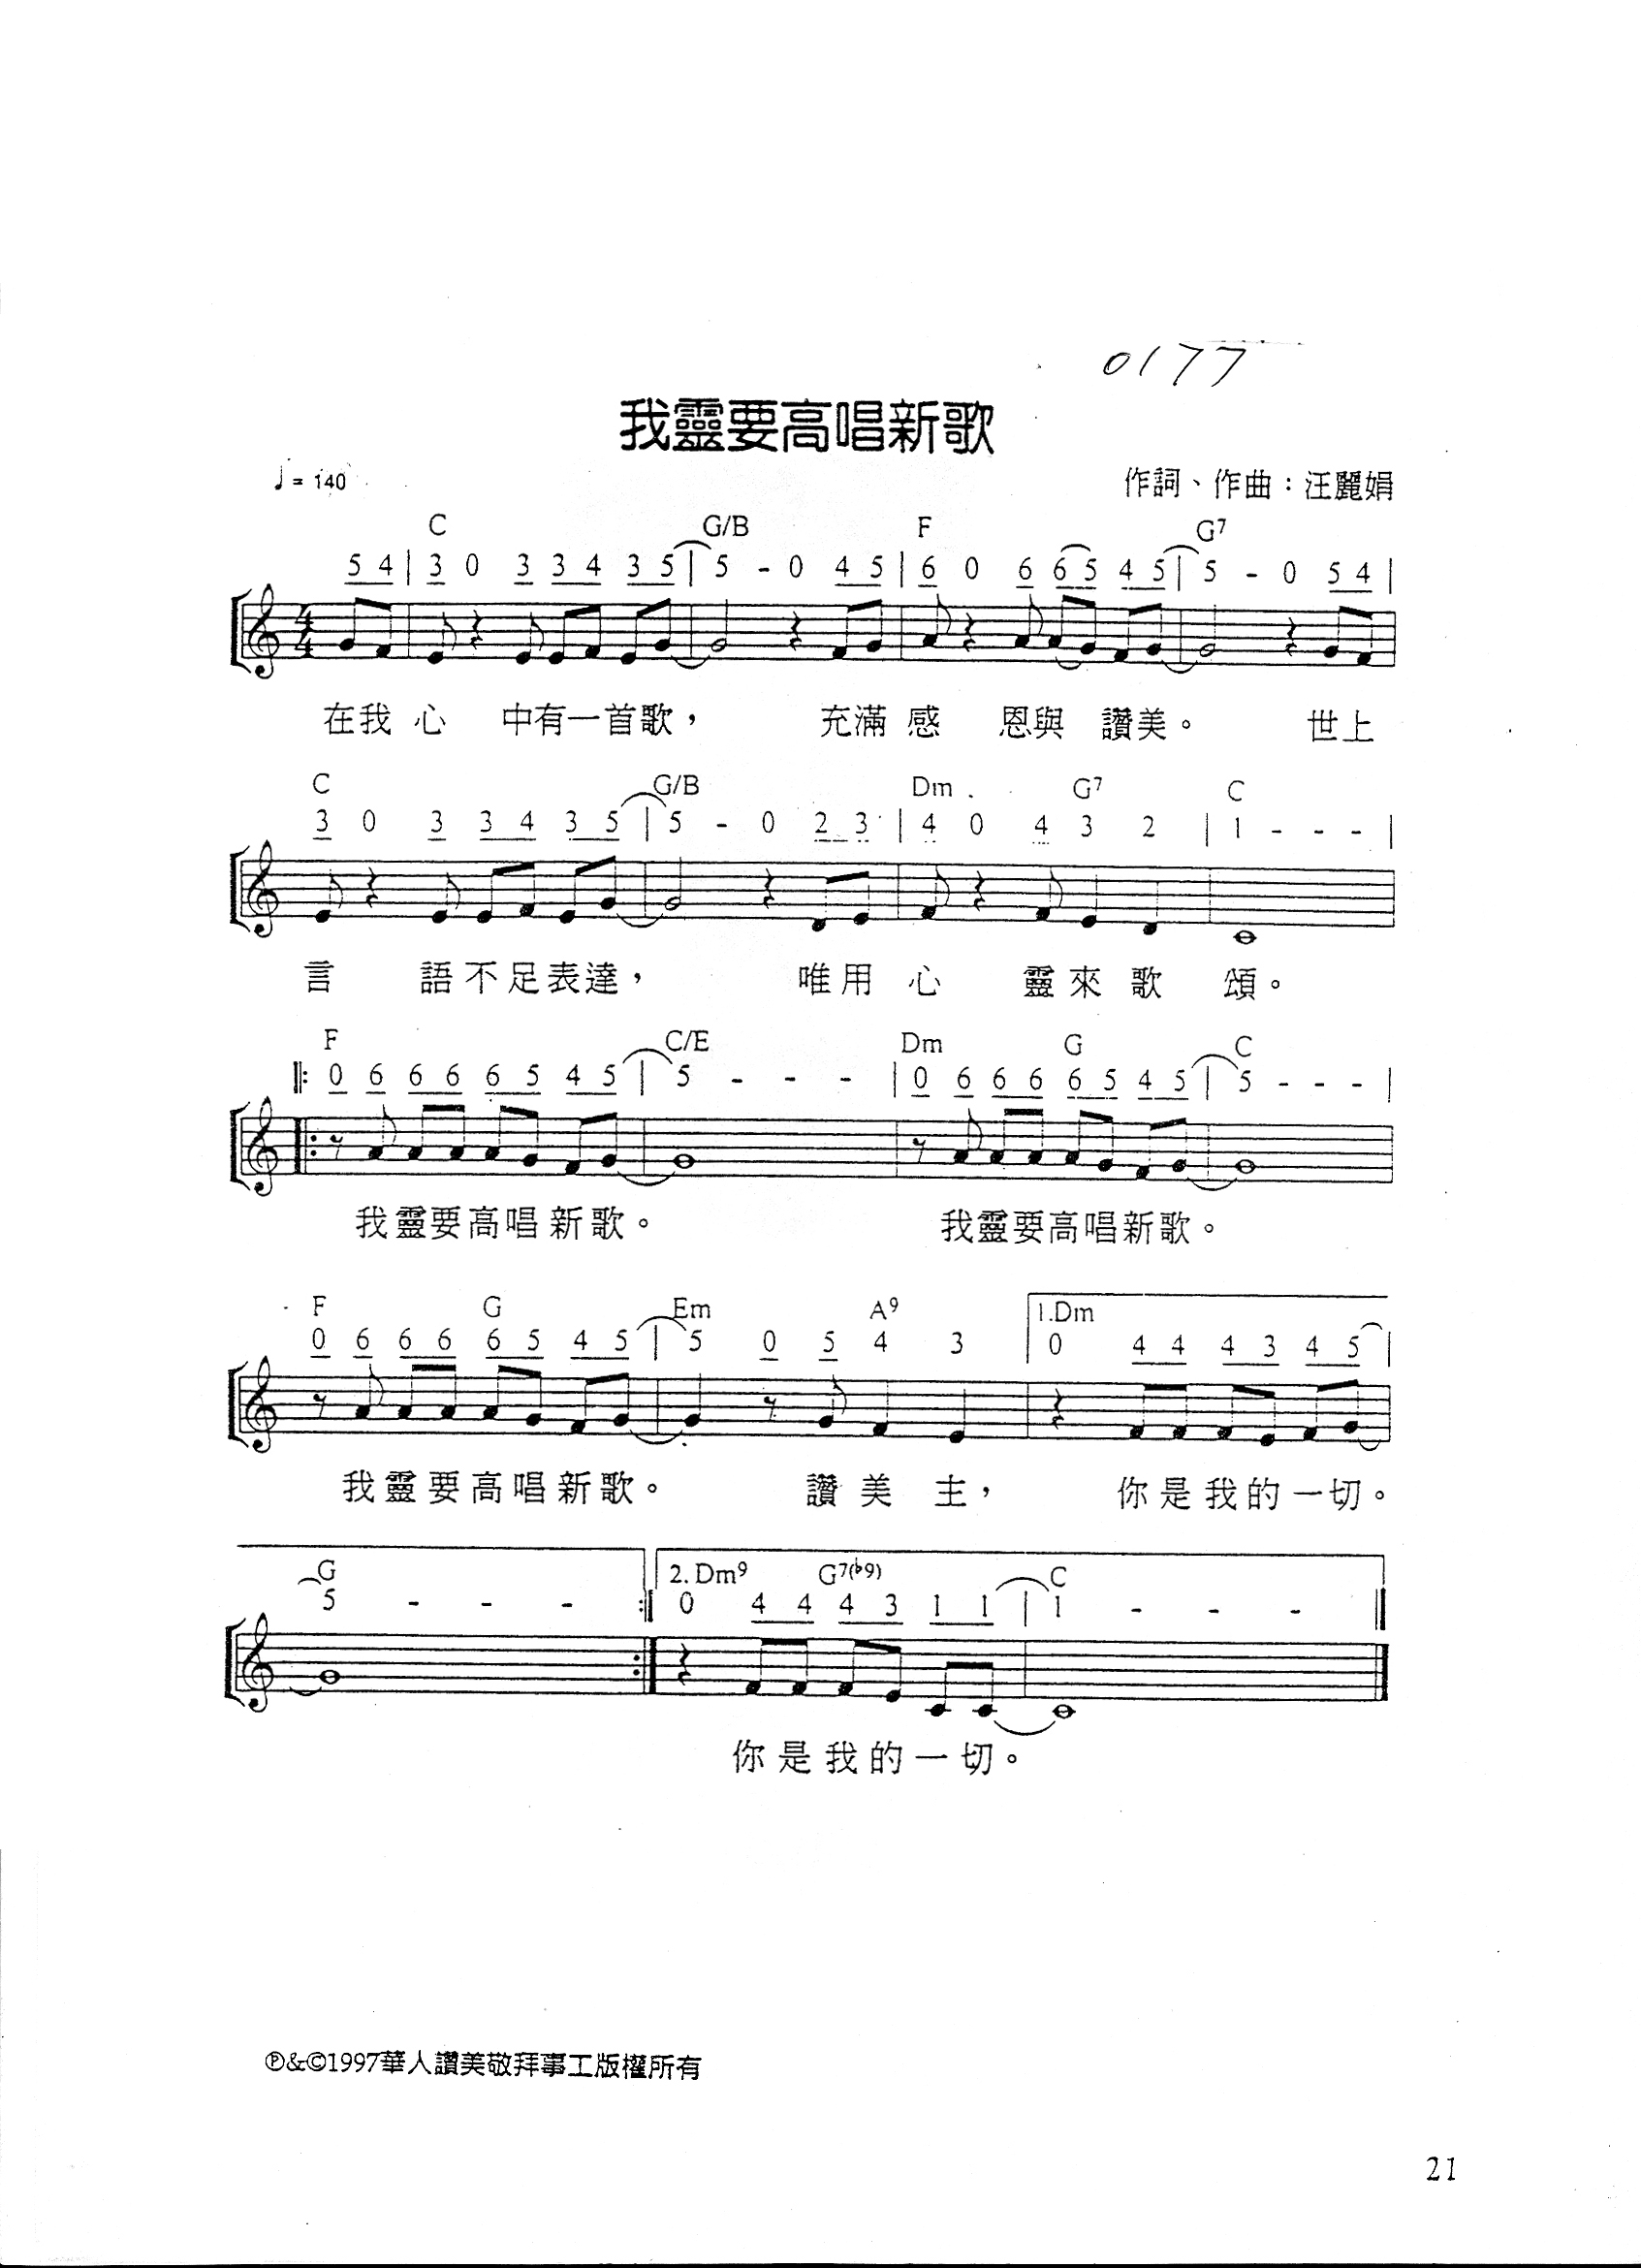 0177
我靈要高唱新歌
♩= 140
作詞、作曲：汪麗娟
C G/B F G7
5 4 | 3 0 3 3 4 3 5 | 5 - 0 4 5 | 6 0 6 6 5 4 5 | 5 - 0 5 4 |
4/4
在我 心 中有一首歌， 充滿 感 恩與 讚美。 世上
C G/B Dm G7 C
3 0 3 3 4 3 5 | 5 - 0 2 3 | 4 0 4 3 2 | 1 - - - |
言 語不足表達， 唯用 心 靈來 歌 頌。
F C/E Dm G C
‖: 0 6 6 6 6 5 4 5 | 5 - - - | 0 6 6 6 6 5 4 5 | 5 - - - |
我靈要高唱新歌。 我靈要高唱新歌。
F G Em A9 1.Dm
0 6 6 6 6 5 4 5 | 5 0 5 4 3 | 0 4 4 4 3 4 5 |
我靈要高唱新歌。 讚美 主， 你是我的一切。
G 2.Dm9 G7(♭9) C
5 - - - :‖ 0 4 4 4 3 1 1 | 1 - - - ‖
你是我的一切。
℗&©1997華人讚美敬拜事工版權所有
21